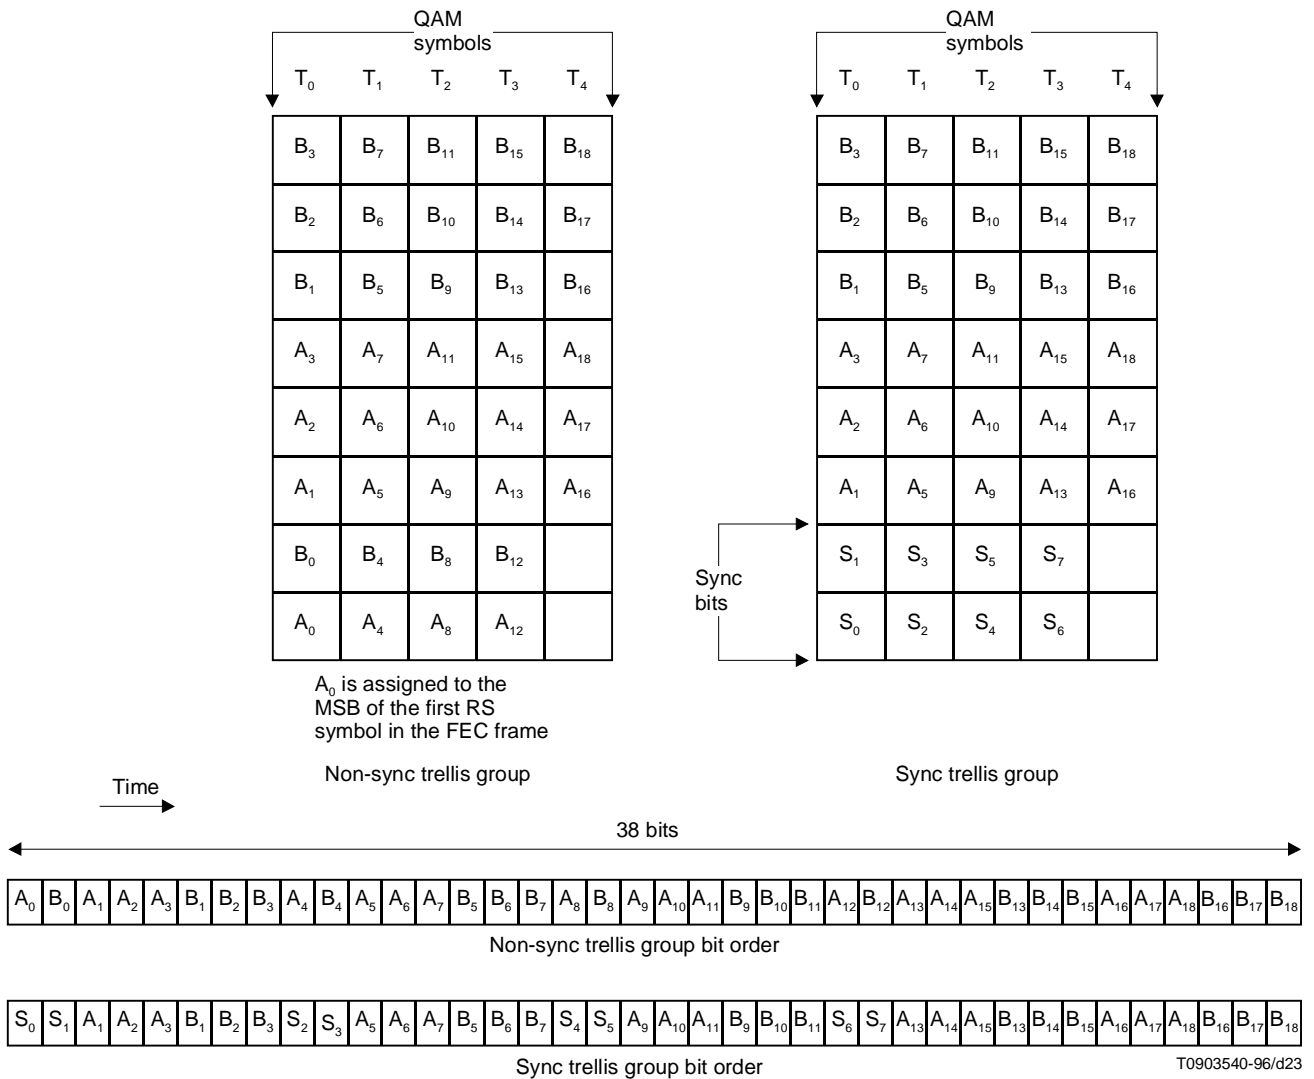 QAM symbols QAM symbols
T₀ T₁ T₂ T₃ T₄ T₀ T₁ T₂ T₃ T₄
B₃ B₇ B₁₁ B₁₅ B₁₈ B₃ B₇ B₁₁ B₁₅ B₁₈
B₂ B₆ B₁₀ B₁₄ B₁₇ B₂ B₆ B₁₀ B₁₄ B₁₇
B₁ B₅ B₉ B₁₃ B₁₆ B₁ B₅ B₉ B₁₃ B₁₆
A₃ A₇ A₁₁ A₁₅ A₁₈ A₃ A₇ A₁₁ A₁₅ A₁₈
A₂ A₆ A₁₀ A₁₄ A₁₇ A₂ A₆ A₁₀ A₁₄ A₁₇
A₁ A₅ A₉ A₁₃ A₁₆ A₁ A₅ A₉ A₁₃ A₁₆
B₀ B₄ B₈ B₁₂ S₁ S₃ S₅ S₇
Sync
bits
A₀ A₄ A₈ A₁₂ S₀ S₂ S₄ S₆
A₀ is assigned to the
MSB of the first RS
symbol in the FEC frame
Non-sync trellis group Sync trellis group
Time
38 bits
A₀ B₀ A₁ A₂ A₃ B₁ B₂ B₃ A₄ B₄ A₅ A₆ A₇ B₅ B₆ B₇ A₈ B₈ A₉ A₁₀ A₁₁ B₉ B₁₀ B₁₁ A₁₂ B₁₂ A₁₃ A₁₄ A₁₅ B₁₃ B₁₄ B₁₅ A₁₆ A₁₇ A₁₈ B₁₆ B₁₇ B₁₈
Non-sync trellis group bit order
S₀ S₁ A₁ A₂ A₃ B₁ B₂ B₃ S₂ S₃ A₅ A₆ A₇ B₅ B₆ B₇ S₄ S₅ A₉ A₁₀ A₁₁ B₉ B₁₀ B₁₁ S₆ S₇ A₁₃ A₁₄ A₁₅ B₁₃ B₁₄ B₁₅ A₁₆ A₁₇ A₁₈ B₁₆ B₁₇ B₁₈
Sync trellis group bit order
T0903540-96/d23